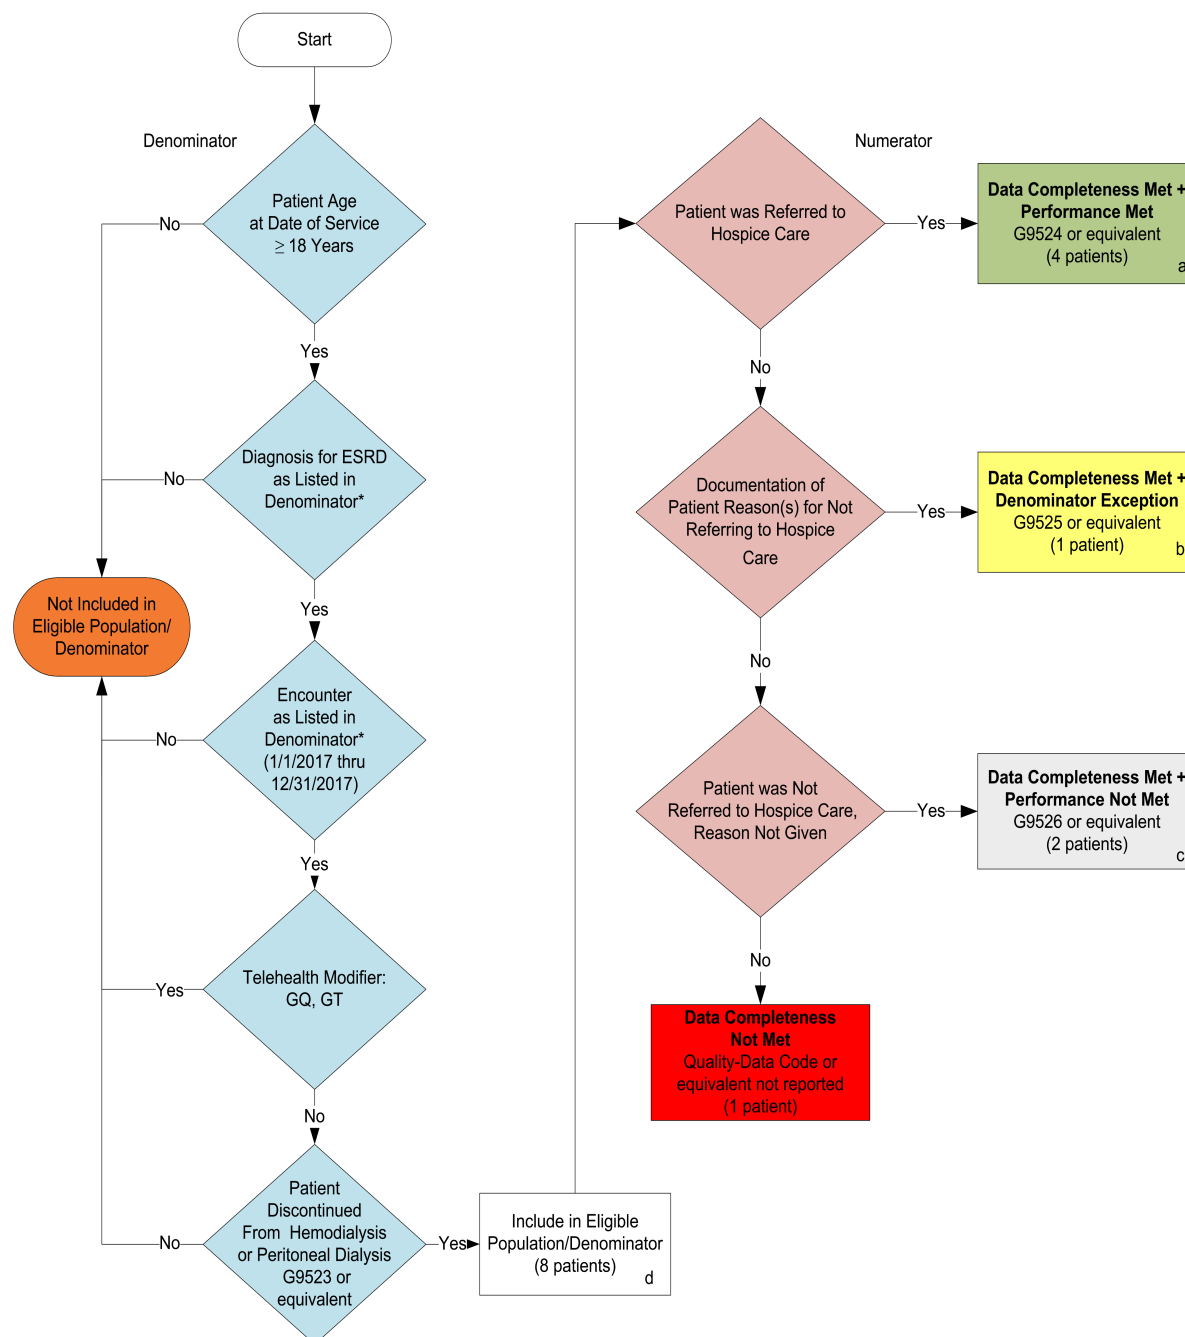 Start
Denominator
Patient Age
at Date of Service
≥ 18 Years
No
Yes
Diagnosis for ESRD
as Listed in
Denominator*
No
Yes
Not Included in
Eligible Population/
Denominator
Encounter
as Listed in
Denominator*
(1/1/2017 thru
12/31/2017)
No
Yes
Telehealth Modifier:
GQ, GT
Yes
No
Patient
Discontinued
From Hemodialysis
or Peritoneal Dialysis
G9523 or
equivalent
No
Yes
Include in Eligible
Population/Denominator
(8 patients)
d
Numerator
Patient was Referred to
Hospice Care
Yes
Data Completeness Met +
Performance Met
G9524 or equivalent
(4 patients)
a
No
Documentation of
Patient Reason(s) for Not
Referring to Hospice
Care
Yes
Data Completeness Met +
Denominator Exception
G9525 or equivalent
(1 patient)
b
No
Patient was Not
Referred to Hospice Care,
Reason Not Given
Yes
Data Completeness Met +
Performance Not Met
G9526 or equivalent
(2 patients)
c
No
Data Completeness
Not Met
Quality-Data Code or
equivalent not reported
(1 patient)